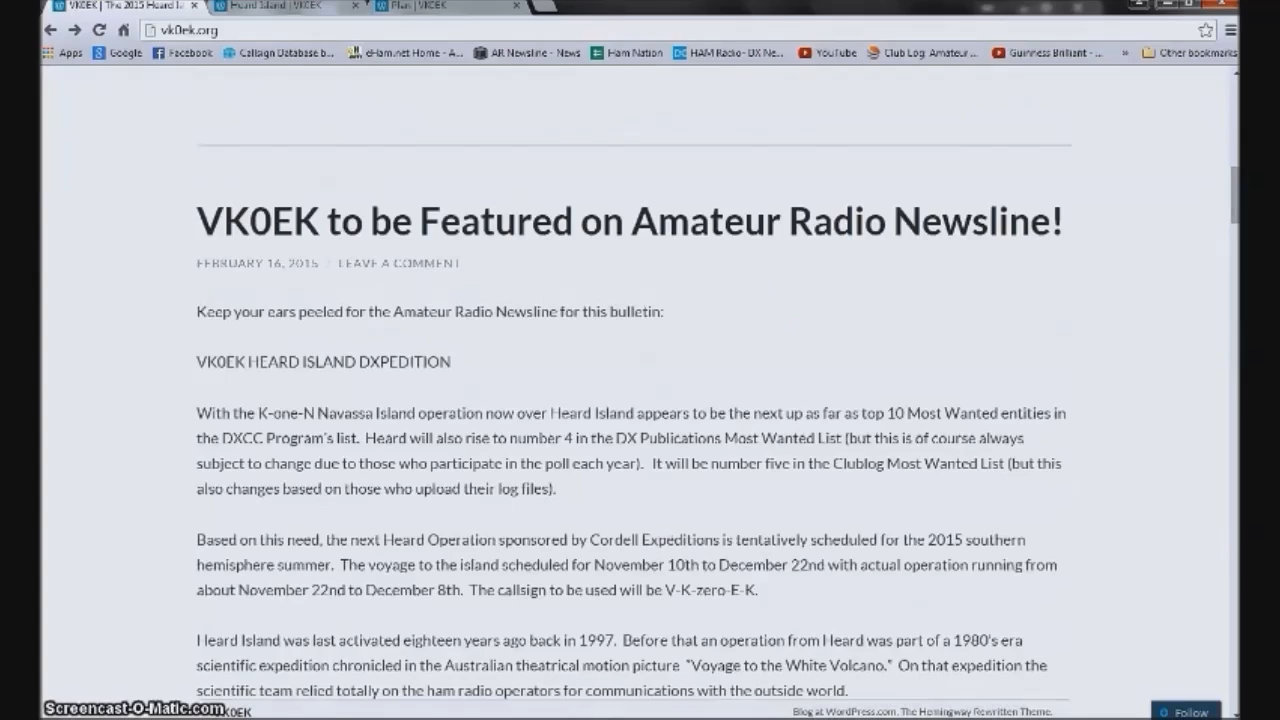 VK0EK | The 2015 Heard Is
Heard Island | VK0EK
Plan | VK0EK
vk0ek.org
Apps Google Facebook Callsign Database b... eHam.net Home - A... AR Newsline - News Ham Nation HAM Radio- DX Ne... YouTube Club Log: Amateur ... Guinness Brilliant - ... » Other bookmarks
VK0EK to be Featured on Amateur Radio Newsline!
FEBRUARY 16, 2015 / LEAVE A COMMENT
Keep your ears peeled for the Amateur Radio Newsline for this bulletin:
VK0EK HEARD ISLAND DXPEDITION
With the K-one-N Navassa Island operation now over Heard Island appears to be the next up as far as top 10 Most Wanted entities in
the DXCC Program's list. Heard will also rise to number 4 in the DX Publications Most Wanted List (but this is of course always
subject to change due to those who participate in the poll each year). It will be number five in the Clublog Most Wanted List (but this
also changes based on those who upload their log files).
Based on this need, the next Heard Operation sponsored by Cordell Expeditions is tentatively scheduled for the 2015 southern
hemisphere summer. The voyage to the island scheduled for November 10th to December 22nd with actual operation running from
about November 22nd to December 8th. The callsign to be used will be V-K-zero-E-K.
Heard Island was last activated eighteen years ago back in 1997. Before that an operation from Heard was part of a 1980's era
scientific expedition chronicled in the Australian theatrical motion picture "Voyage to the White Volcano." On that expedition the
scientific team relied totally on the ham radio operators for communications with the outside world.
Screencast-O-Matic.com K0EK
Blog at WordPress.com. The Hemingway Rewritten Theme.
Follow